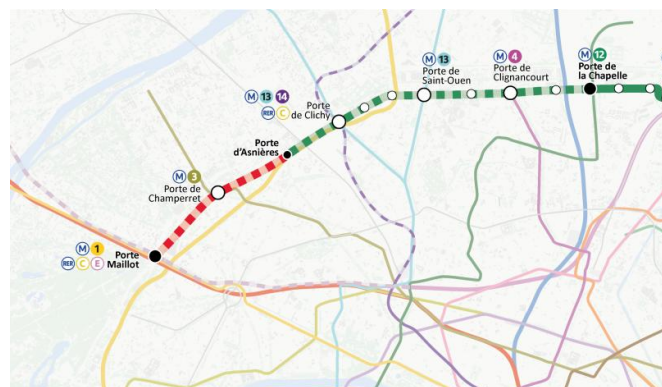 M 12
Porte de
la Chapelle
M 4
Porte de
Clignancourt
M 13
Porte de
Saint-Ouen
M 13 14
RER C
Porte
de Clichy
Porte
d'Asnières
M 3
Porte de
Champerret
M 1
RER C E
Porte
Maillot